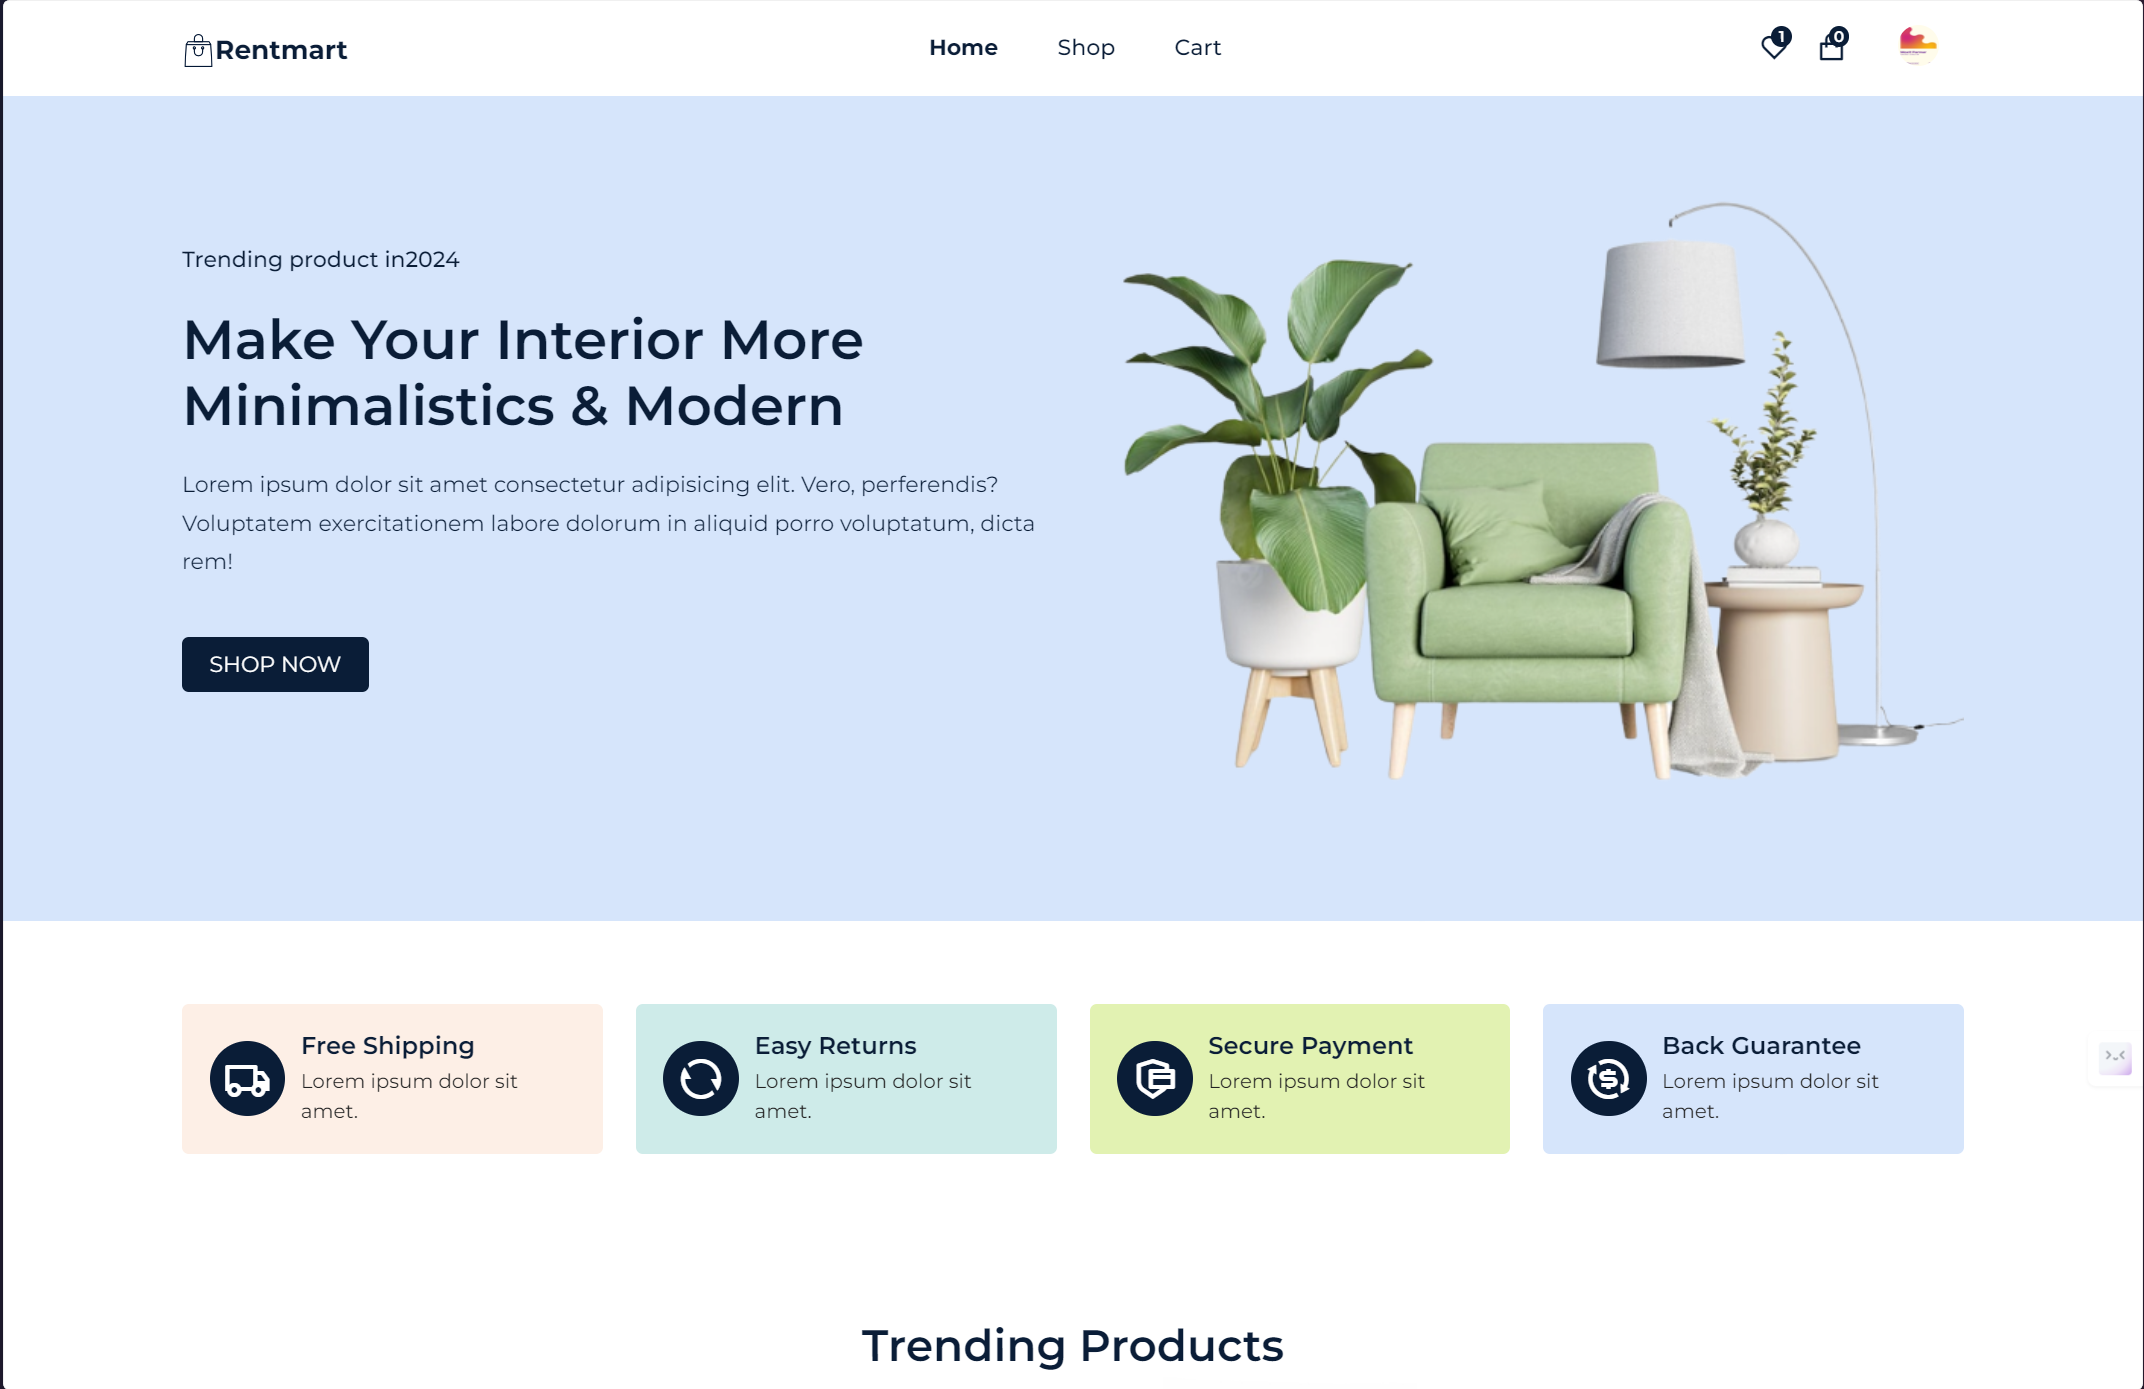 Rentmart
Home Shop Cart
1 0
Trending product in2024
Make Your Interior More
Minimalistics & Modern
Lorem ipsum dolor sit amet consectetur adipisicing elit. Vero, perferendis?
Voluptatem exercitationem labore dolorum in aliquid porro voluptatum, dicta
rem!
SHOP NOW
Free Shipping
Lorem ipsum dolor sit
amet.
Easy Returns
Lorem ipsum dolor sit
amet.
Secure Payment
Lorem ipsum dolor sit
amet.
Back Guarantee
Lorem ipsum dolor sit
amet.
Trending Products